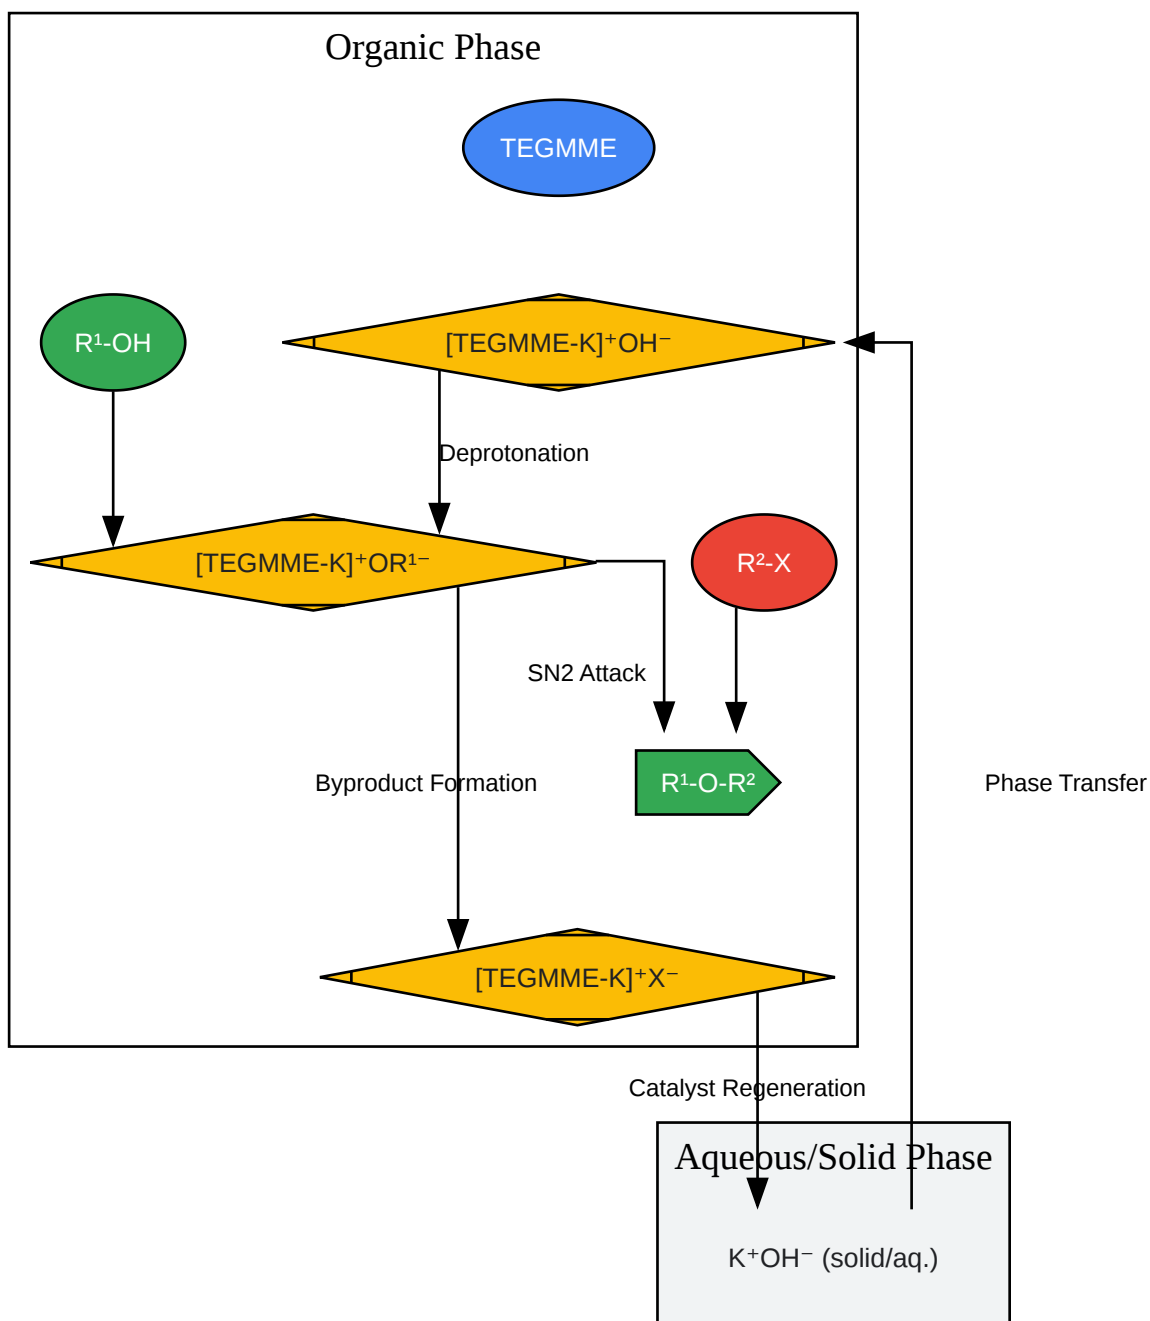 Organic Phase
TEGMME
R¹-OH
[TEGMME-K]⁺OH⁻
Deprotonation
[TEGMME-K]⁺OR¹⁻
R²-X
SN2 Attack
Byproduct Formation
R¹-O-R²
Phase Transfer
[TEGMME-K]⁺X⁻
Catalyst Regeneration
Aqueous/Solid Phase
K⁺OH⁻ (solid/aq.)